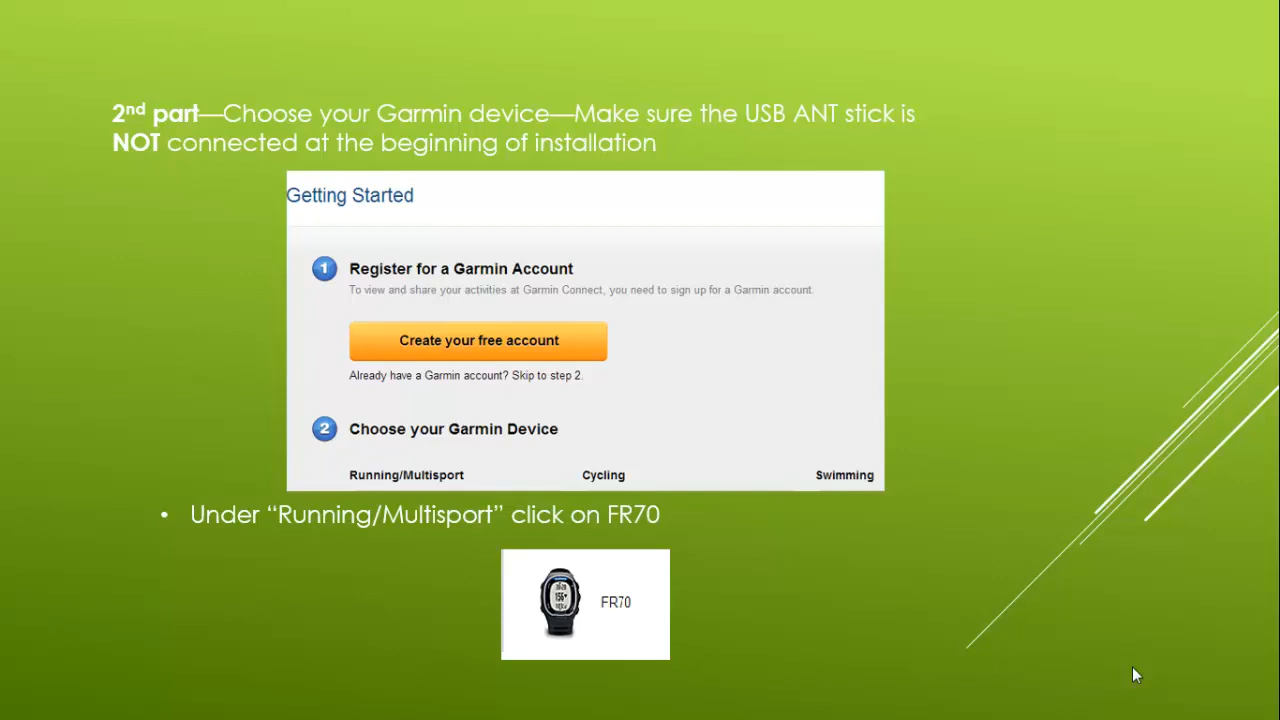 2nd part—Choose your Garmin device—Make sure the USB ANT stick is
NOT connected at the beginning of installation
Getting Started
1 Register for a Garmin Account
To view and share your activities at Garmin Connect, you need to sign up for a Garmin account.
Create your free account
Already have a Garmin account? Skip to step 2.
2 Choose your Garmin Device
Running/Multisport Cycling Swimming
• Under “Running/Multisport” click on FR70
FR70